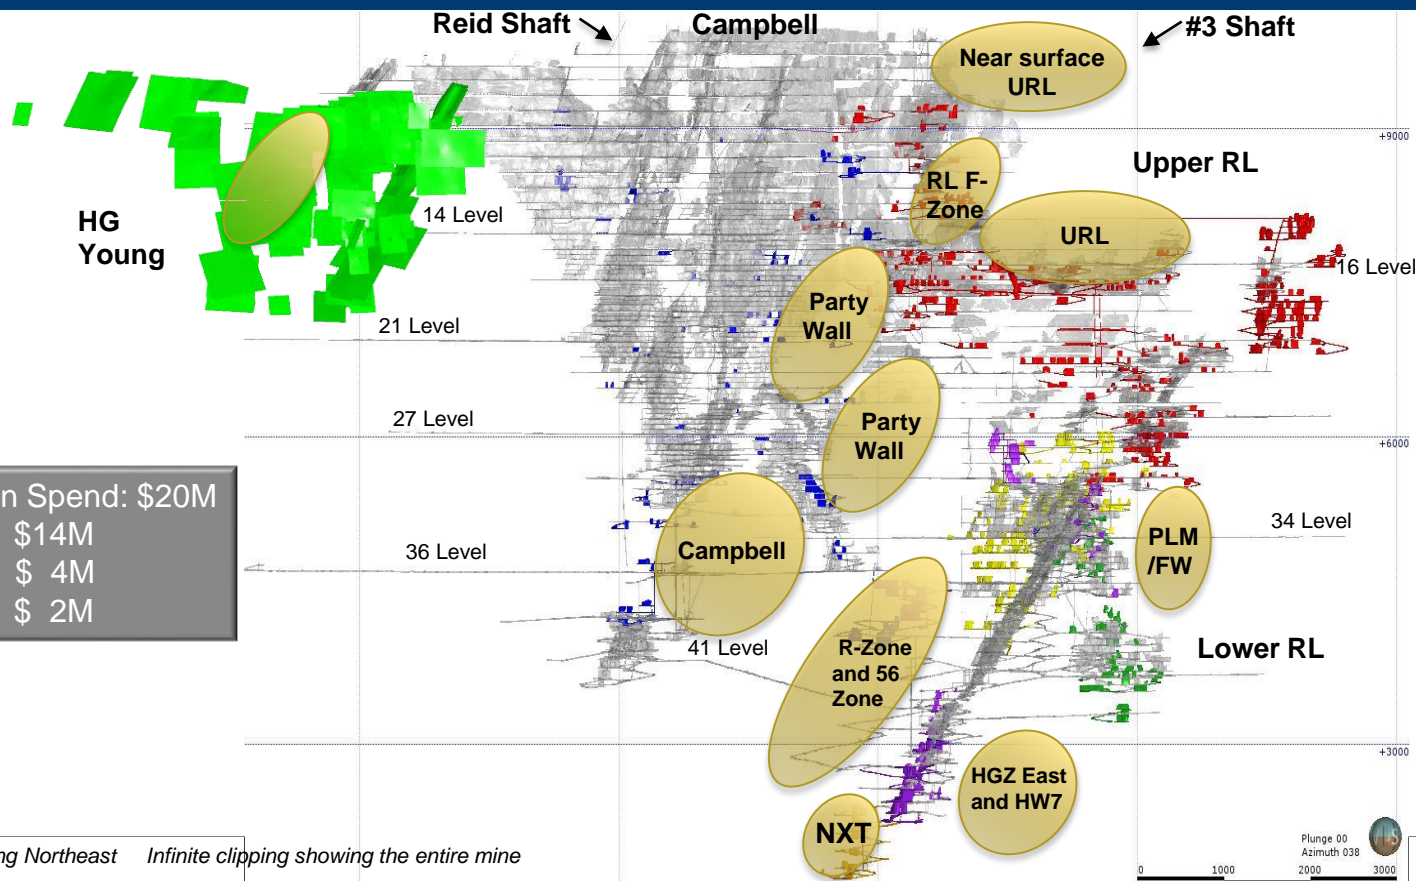 Reid Shaft
Campbell
#3 Shaft
Near surface
URL
+9000
Upper RL
RL F-
Zone
HG
Young
14 Level
URL
16 Level
Party
Wall
21 Level
27 Level
Party
Wall
+6000
n Spend: $20M
$14M
$ 4M
$ 2M
36 Level
Campbell
34 Level
PLM
/FW
41 Level
R-Zone
and 56
Zone
Lower RL
+3000
HGZ East
and HW7
NXT
ng Northeast Infinite clipping showing the entire mine
Plunge 00
Azimuth 038
0 1000 2000 3000